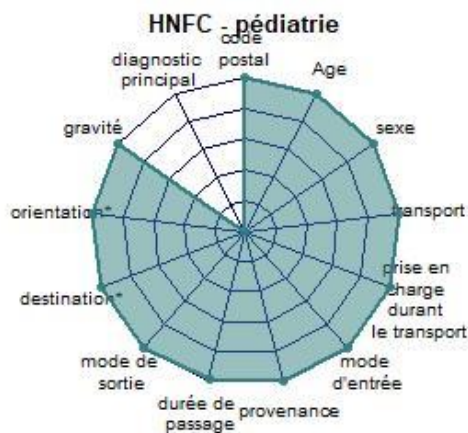 HNFC - pédiatrie
code
postal
Age
sexe
transport
prise en
charge
durant
le transport
mode
d'entrée
provenance
durée de
passage
mode de
sortie
destination*
orientation*
gravité
diagnostic
principal